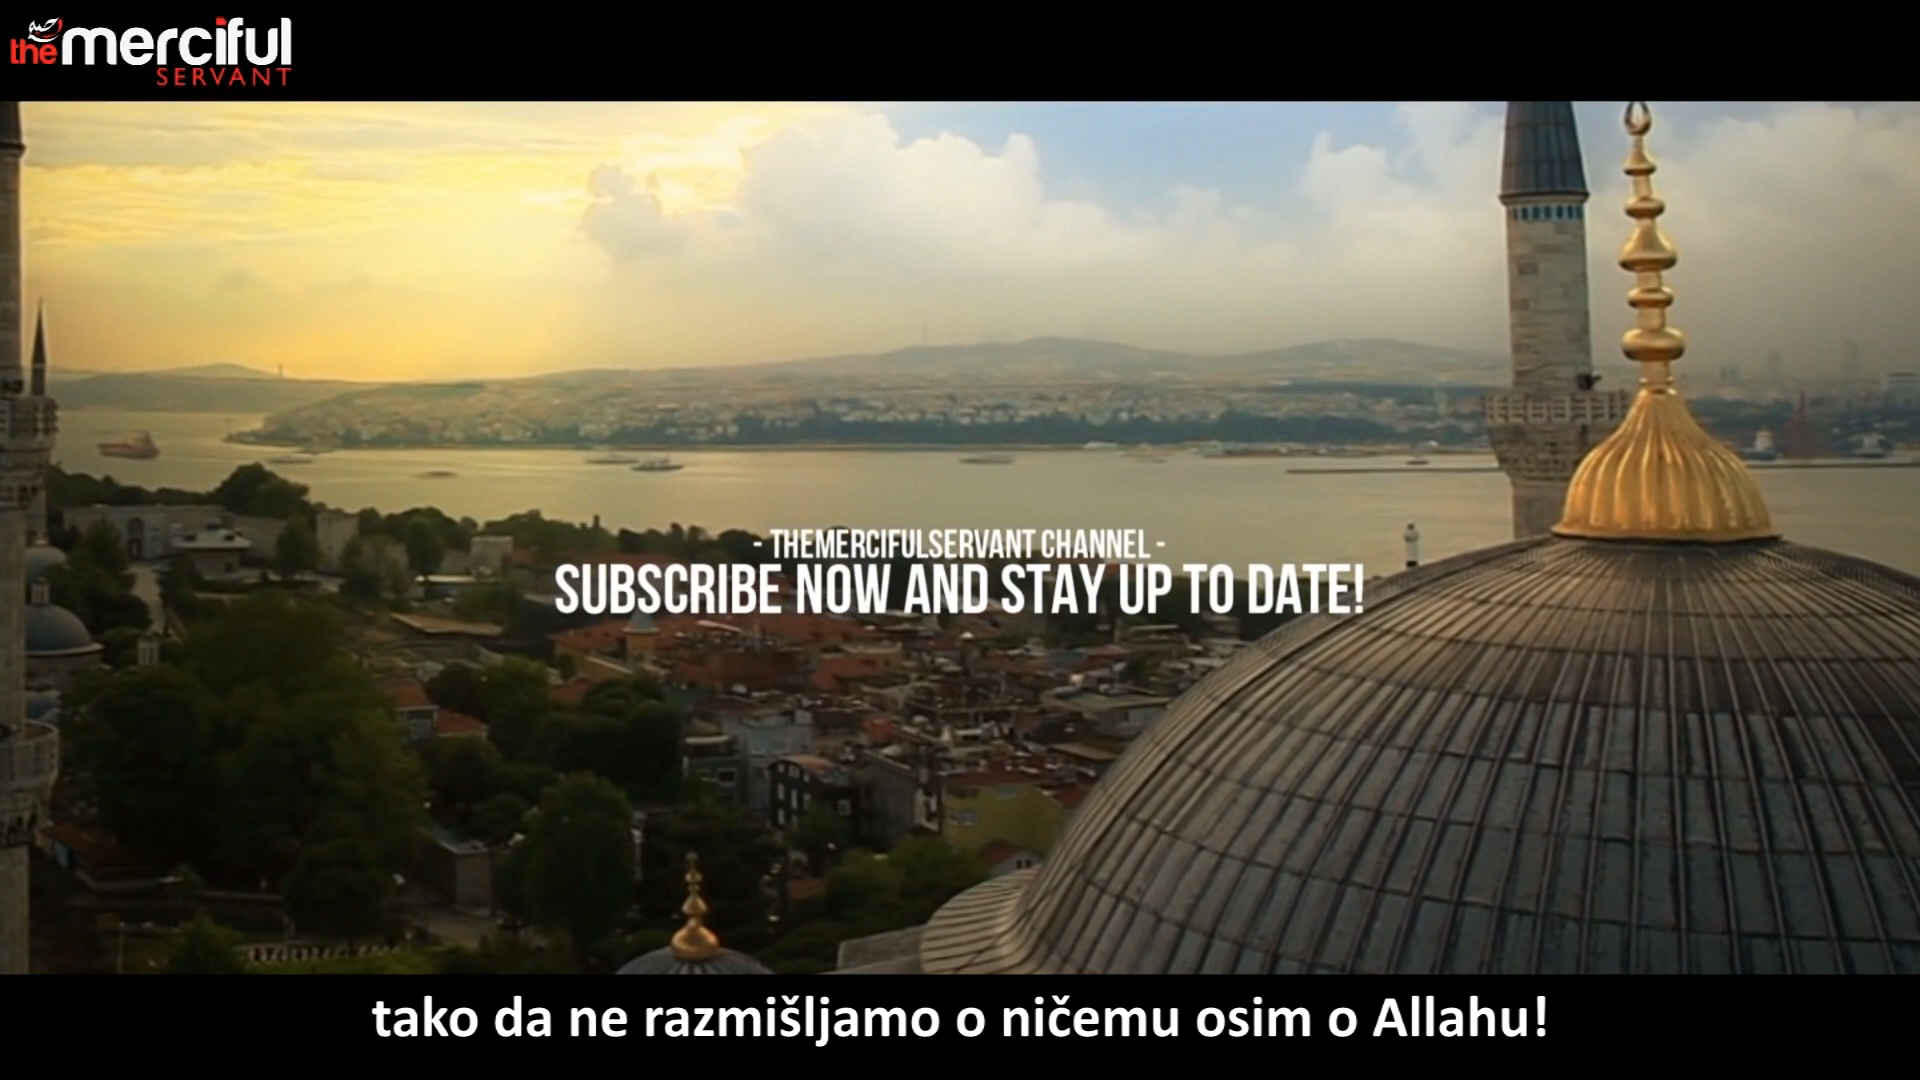 the merciful
SERVANT
- THEMERCIFULSERVANT CHANNEL -
SUBSCRIBE NOW AND STAY UP TO DATE!
tako da ne razmišljamo o ničemu osim o Allahu!